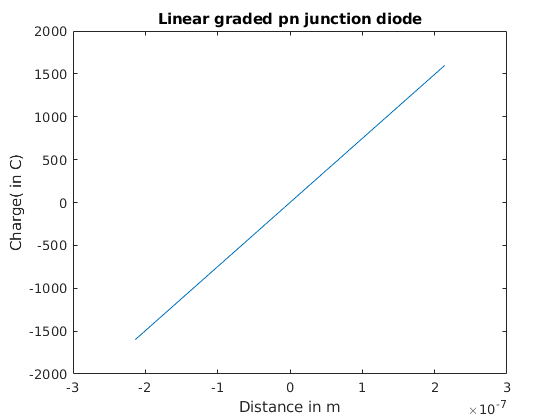 Linear graded pn junction diode
2000
1500
1000
500
0
-500
-1000
-1500
-2000
Charge( in C)
-3 -2 -1 0 1 2 3
Distance in m
×10^-7